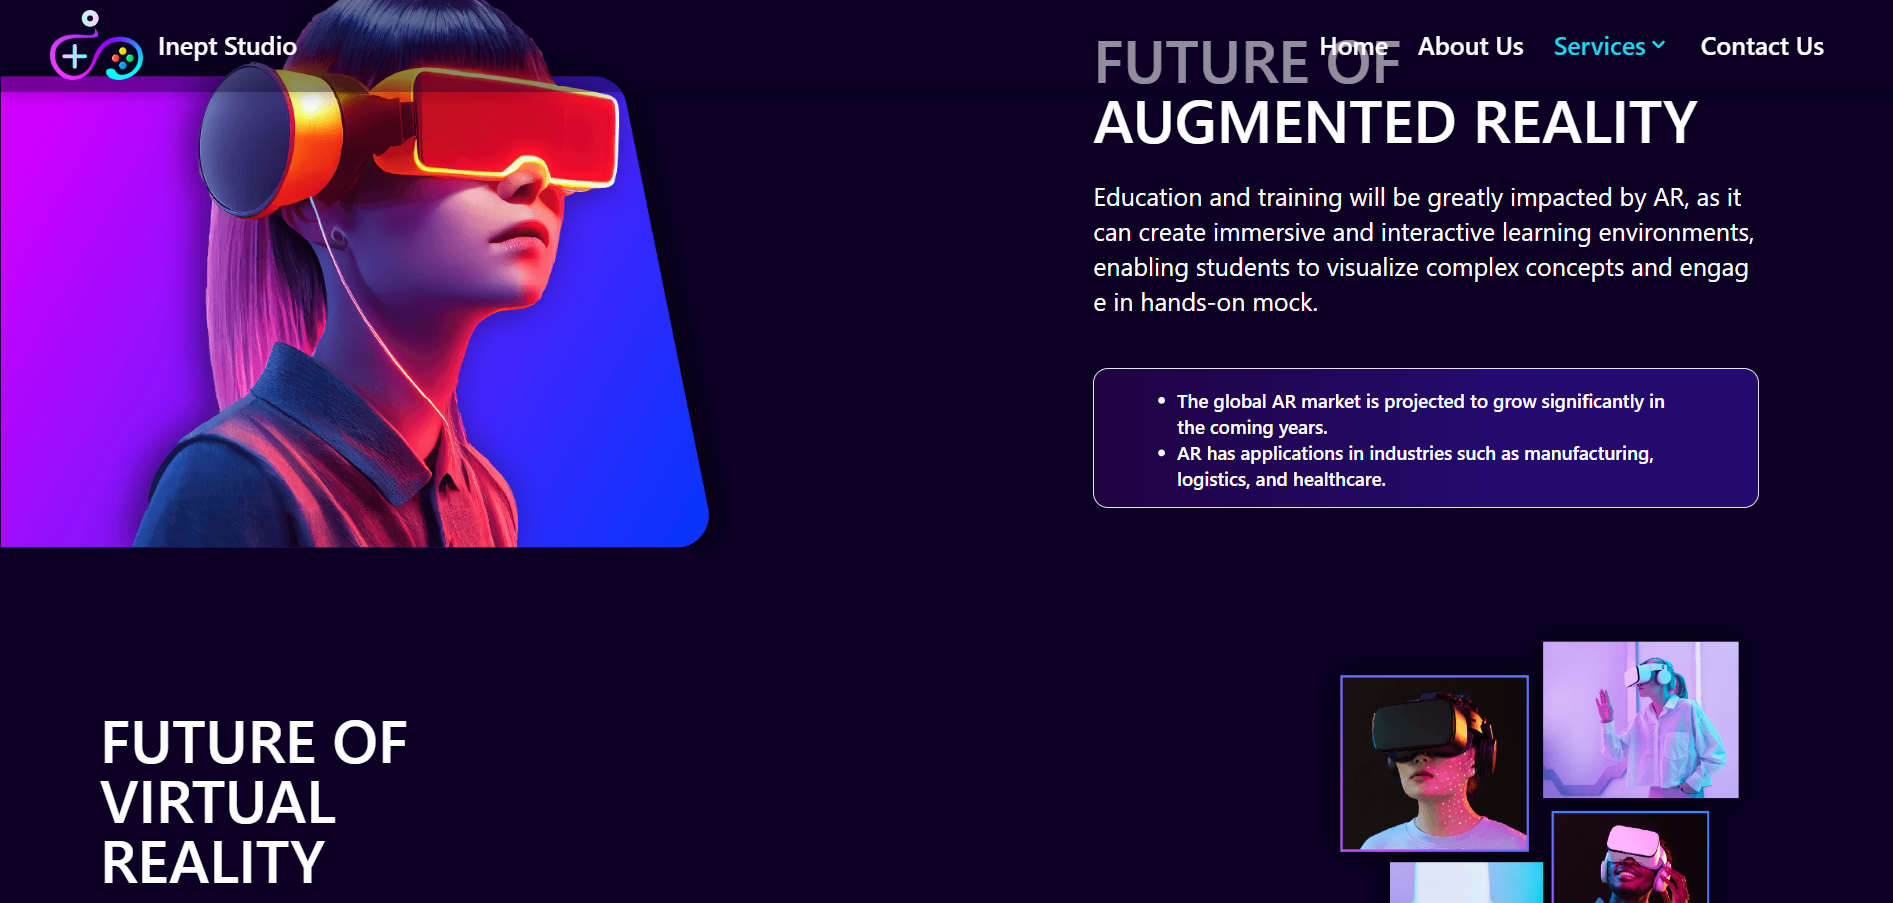 Inept Studio
Home
About Us
Services
Contact Us
FUTURE OF
AUGMENTED REALITY
Education and training will be greatly impacted by AR, as it
can create immersive and interactive learning environments,
enabling students to visualize complex concepts and engag
e in hands-on mock.
• The global AR market is projected to grow significantly in
the coming years.
• AR has applications in industries such as manufacturing,
logistics, and healthcare.
FUTURE OF
VIRTUAL
REALITY